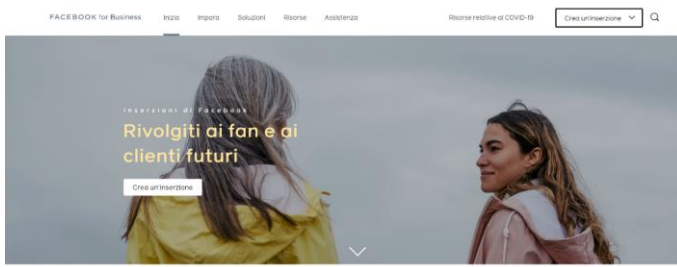 FACEBOOK for Business
Inizia
Impara
Soluzioni
Risorse
Assistenza
Risorse relative al COVID-19
Crea un'inserzione
Inserzioni di Facebook
Rivolgiti ai fan e ai
clienti futuri
Crea un'inserzione